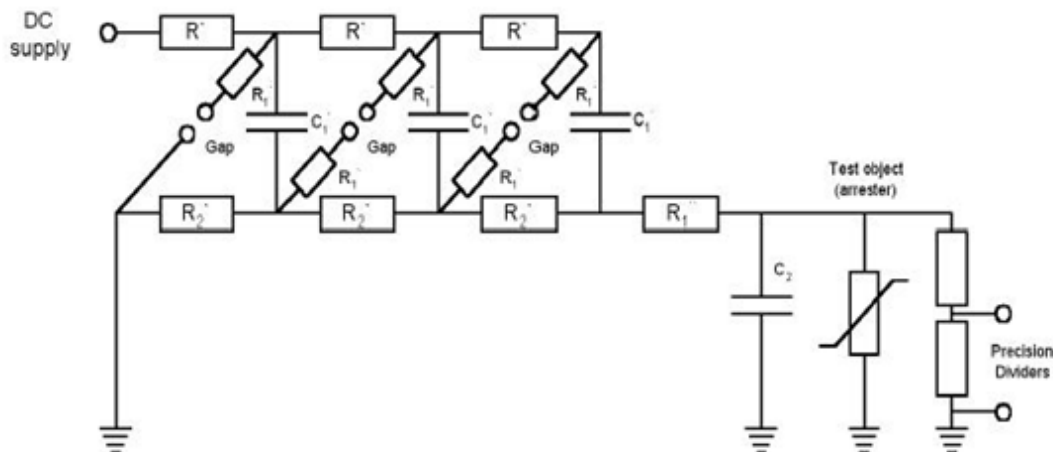 DC
supply
R'
R'
R'
R1'
R1'
R1'
C1'
C1'
C1'
Gap
Gap
Gap
R1'
R1'
Test object
(arrester)
R2'
R2'
R2'
R1''
C2
Precision
Dividers